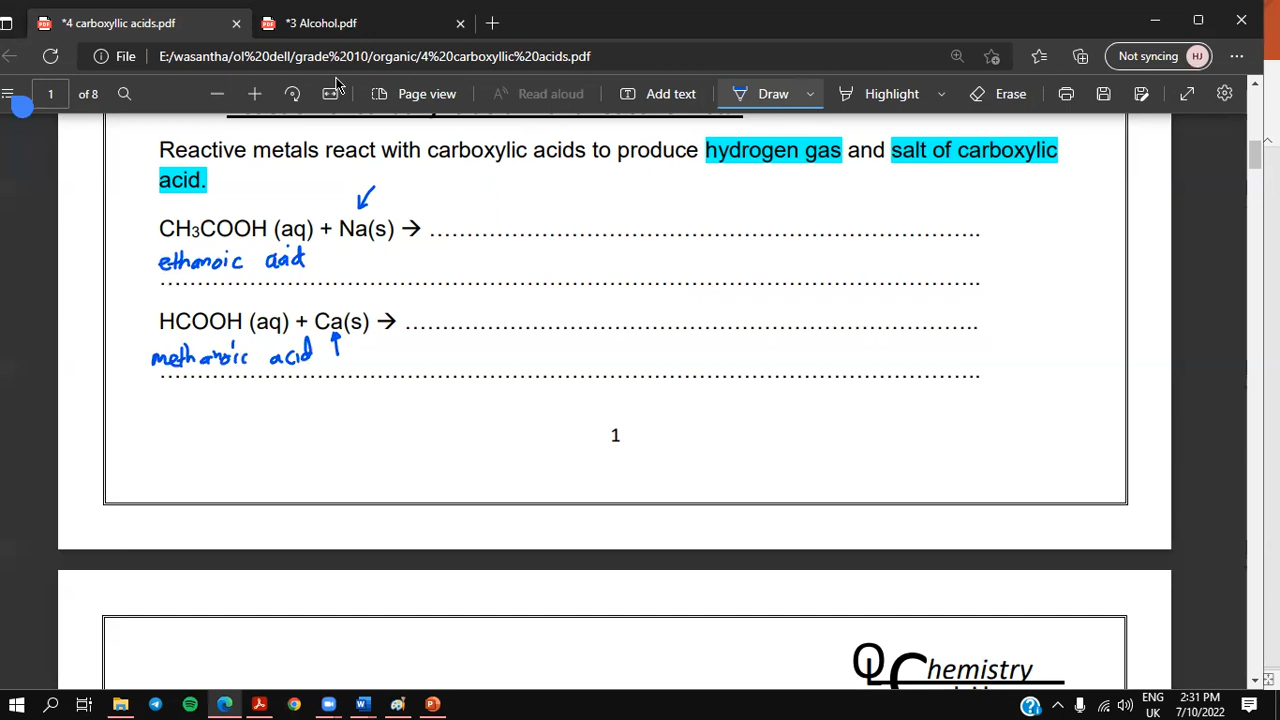 *4 carboxyllic acids.pdf
*3 Alcohol.pdf
File E:/wasantha/ol%20dell/grade%2010/organic/4%20carboxyllic%20acids.pdf
Not syncing HJ
1 of 8
Page view
Read aloud
Add text
Draw
Highlight
Erase
Reactive metals react with carboxylic acids to produce hydrogen gas and salt of carboxylic
acid.
CH₃COOH (aq) + Na(s) → ………………………………………………………………..
ethanoic acid
………………………………………………………………………………………..
HCOOH (aq) + Ca(s) → …………………………………………………………………..
methanoic acid
………………………………………………………………………………………..
1
QChemistry
ENG
UK
2:31 PM
7/10/2022